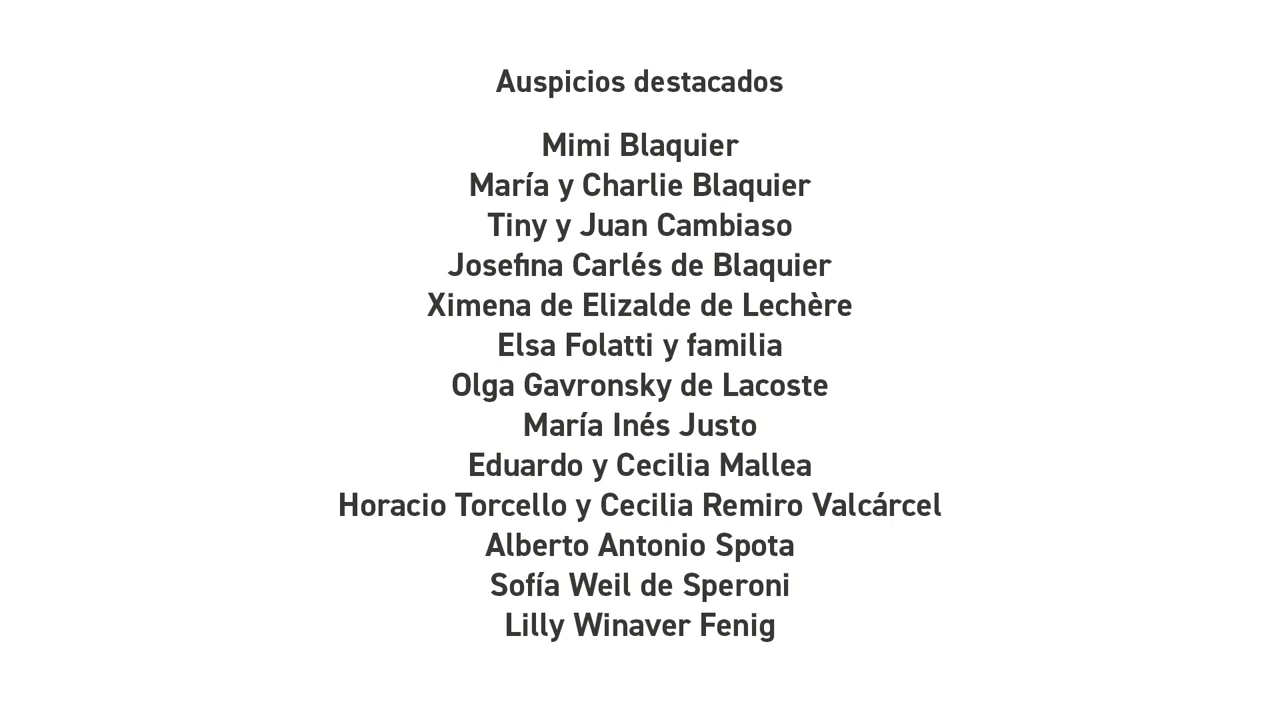 Auspicios destacados
Mimi Blaquier
María y Charlie Blaquier
Tiny y Juan Cambiaso
Josefina Carlés de Blaquier
Ximena de Elizalde de Lechère
Elsa Folatti y familia
Olga Gavronsky de Lacoste
María Inés Justo
Eduardo y Cecilia Mallea
Horacio Torcello y Cecilia Remiro Valcárcel
Alberto Antonio Spota
Sofía Weil de Speroni
Lilly Winaver Fenig